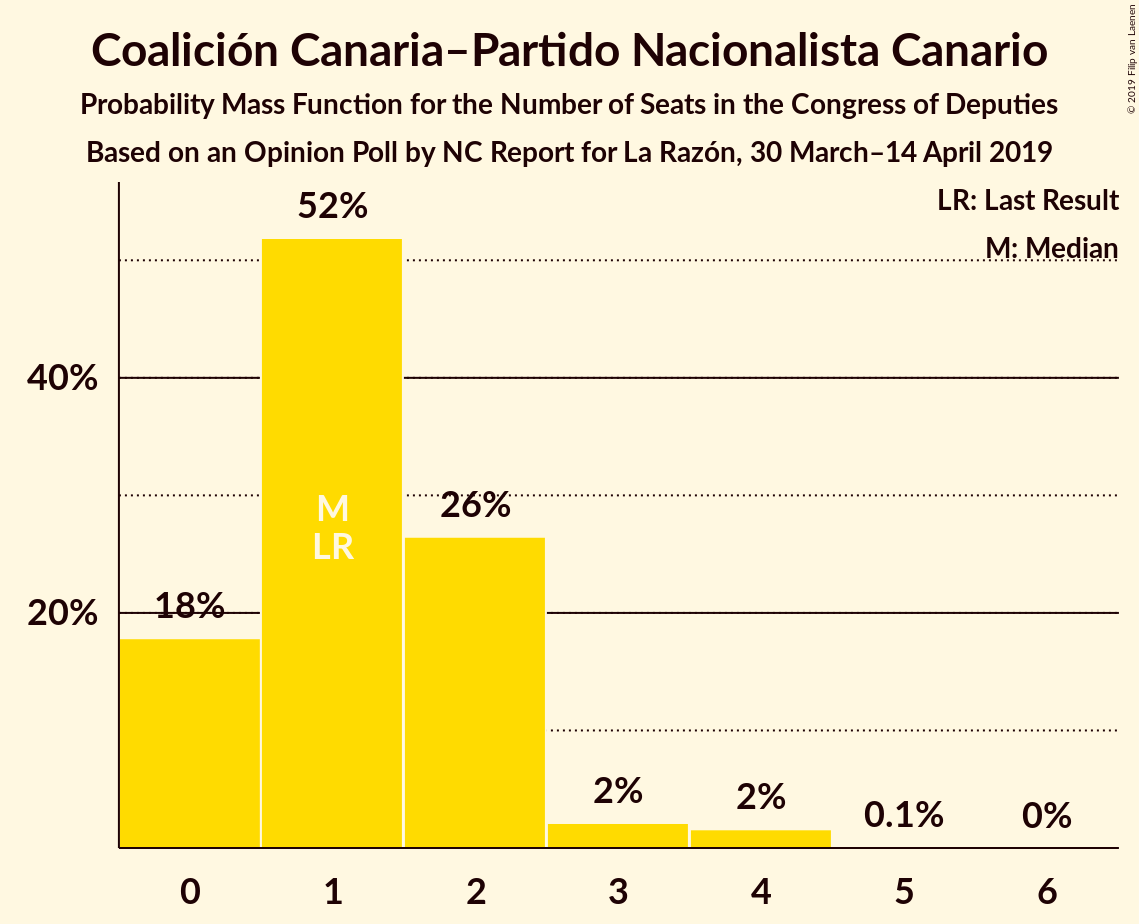 Coalición Canaria–Partido Nacionalista Canario
Probability Mass Function for the Number of Seats in the Congress of Deputies
Based on an Opinion Poll by NC Report for La Razón, 30 March–14 April 2019
© 2019 Filip van Laenen
LR: Last Result
M: Median
52%
40%
M
26%
LR
18%
20%
2%
2%
0.1%
0%
0 1 2 3 4 5 6